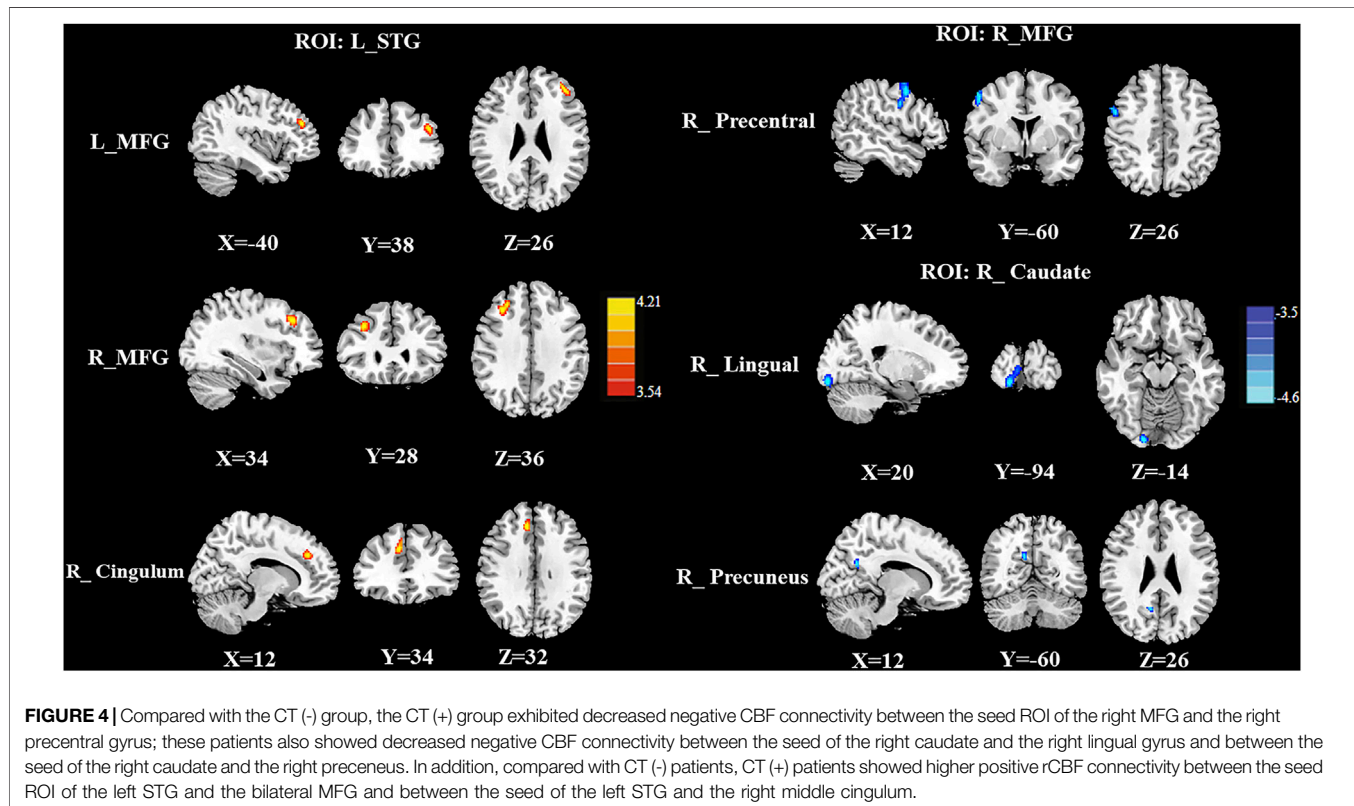 ROI: L_STG
L_MFG
X=-40 Y=38 Z=26
R_MFG
4.21
3.54
X=34 Y=28 Z=36
R_ Cingulum
X=12 Y=34 Z=32
ROI: R_MFG
R_ Precentral
X=12 Y=-60 Z=26
ROI: R_ Caudate
R_ Lingual
-3.5
-4.6
X=20 Y=-94 Z=-14
R_ Precuneus
X=12 Y=-60 Z=26
FIGURE 4 | Compared with the CT (-) group, the CT (+) group exhibited decreased negative CBF connectivity between the seed ROI of the right MFG and the right
precentral gyrus; these patients also showed decreased negative CBF connectivity between the seed of the right caudate and the right lingual gyrus and between the
seed of the right caudate and the right preceneus. In addition, compared with CT (-) patients, CT (+) patients showed higher positive rCBF connectivity between the seed
ROI of the left STG and the bilateral MFG and between the seed of the left STG and the right middle cingulum.